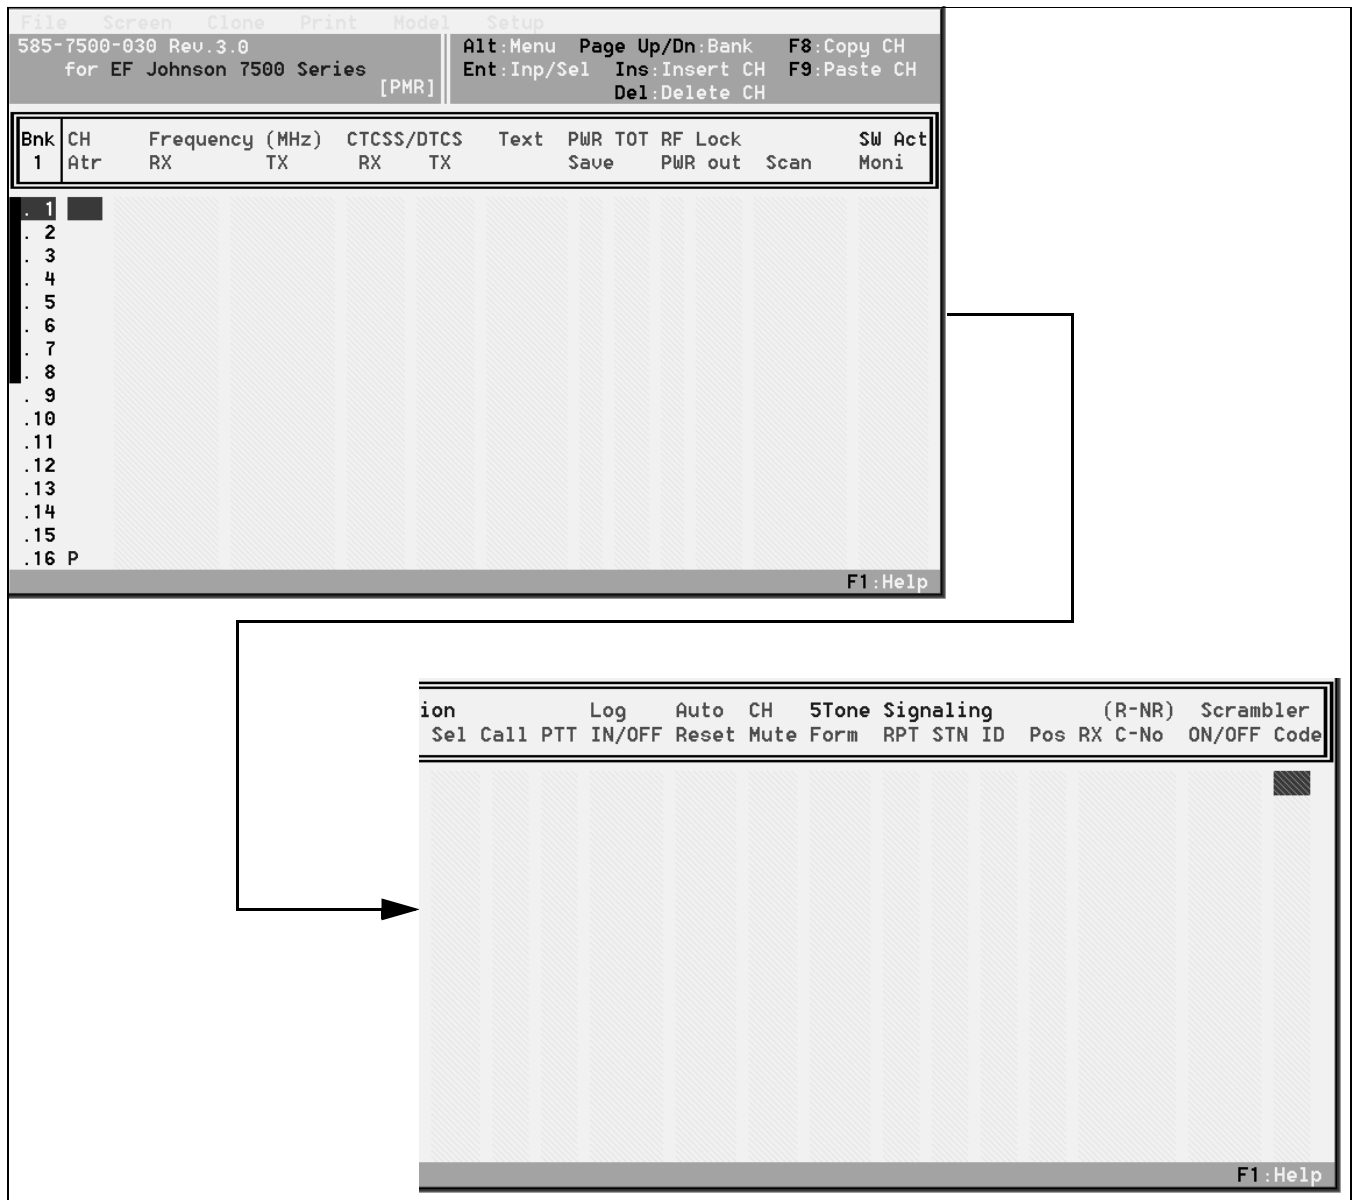 File Screen Clone Print Model Setup
585-7500-030 Rev.3.0
for EF Johnson 7500 Series
[PMR]
Alt:Menu Page Up/Dn:Bank F8:Copy CH
Ent:Inp/Sel Ins:Insert CH F9:Paste CH
Del:Delete CH
Bnk CH Frequency (MHz) CTCSS/DTCS Text PWR TOT RF Lock SW Act
1 Atr RX TX RX TX Save PWR out Scan Moni
. 1
. 2
. 3
. 4
. 5
. 6
. 7
. 8
. 9
.10
.11
.12
.13
.14
.15
.16 P
F1:Help
ion Log Auto CH 5Tone Signaling (R-NR) Scrambler
Sel Call PTT IN/OFF Reset Mute Form RPT STN ID Pos RX C-No ON/OFF Code
F1:Help